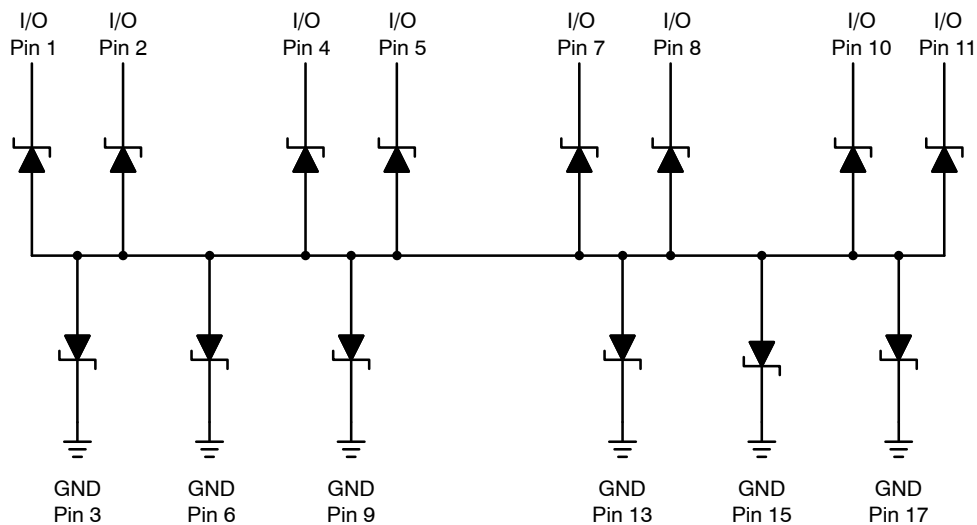 I/O
Pin 1
I/O
Pin 2
I/O
Pin 4
I/O
Pin 5
I/O
Pin 7
I/O
Pin 8
I/O
Pin 10
I/O
Pin 11
GND
Pin 3
GND
Pin 6
GND
Pin 9
GND
Pin 13
GND
Pin 15
GND
Pin 17